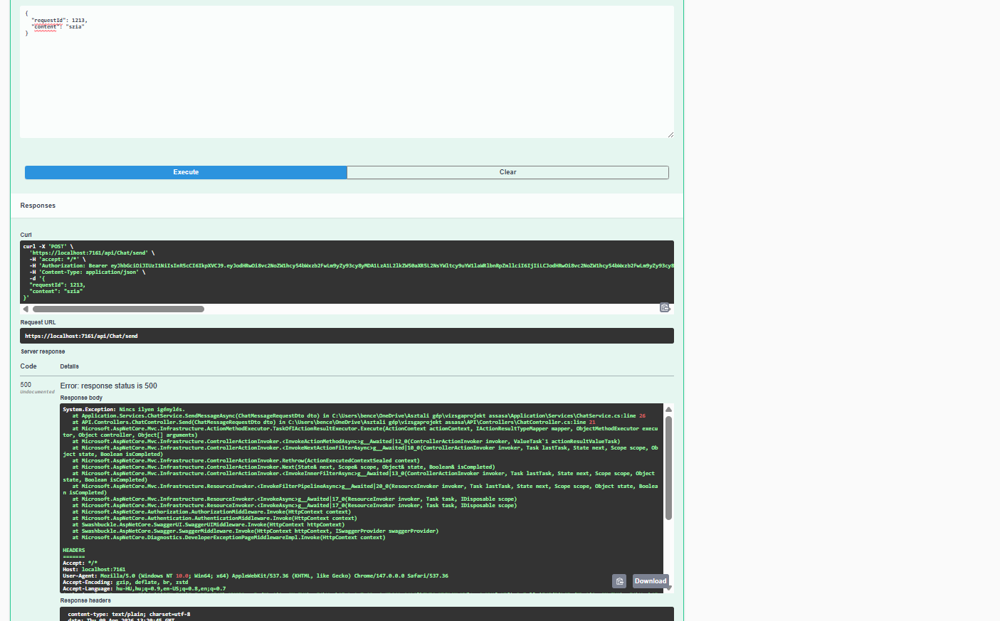 {
  "requestId": 1213,
  "content": "szia"
}
Execute
Clear
Responses
Curl
curl -X 'POST' \
  'https://localhost:7161/api/Chat/send' \
  -H 'accept: */*' \
  -H 'Authorization: Bearer
  -H 'Content-Type: application/json' \
  -d '{
  "requestId": 1213,
  "content": "szia"
}'
Request URL
https://localhost:7161/api/Chat/send
Server response
Code
Details
500
Undocumented
Error: response status is 500
Response body
System.Exception: Nincs ilyen igénylés.
   at Application.Services.ChatService.SendMessageAsync(ChatMessageRequestDto dto) in C:\Users\bence\OneDrive\Asztali gép\vizsgaprojekt assasa\Application\Services\ChatService.cs:line 26
   at API.Controllers.ChatController.Send(ChatMessageRequestDto dto) in C:\Users\bence\OneDrive\Asztali gép\vizsgaprojekt assasa\API\Controllers\ChatController.cs:line 21
   at Microsoft.AspNetCore.Mvc.Infrastructure.ActionMethodExecutor.TaskOfIActionResultExecutor.Execute(ActionContext actionContext, IActionResultTypeMapper mapper, ObjectMethodExecutor execu
tor, Object controller, Object[] arguments)
   at Microsoft.AspNetCore.Mvc.Infrastructure.ControllerActionInvoker.<InvokeActionMethodAsync>g__Awaited|12_0(ControllerActionInvoker invoker, ValueTask`1 actionResultValueTask)
   at Microsoft.AspNetCore.Mvc.Infrastructure.ControllerActionInvoker.<InvokeNextActionFilterAsync>g__Awaited|10_0(ControllerActionInvoker invoker, Task lastTask, State next, Scope scope, Ob
ject state, Boolean isCompleted)
   at Microsoft.AspNetCore.Mvc.Infrastructure.ControllerActionInvoker.Rethrow(ActionExecutedContextSealed context)
   at Microsoft.AspNetCore.Mvc.Infrastructure.ControllerActionInvoker.Next(State& next, Scope& scope, Object& state, Boolean& isCompleted)
   at Microsoft.AspNetCore.Mvc.Infrastructure.ControllerActionInvoker.<InvokeInnerFilterAsync>g__Awaited|13_0(ControllerActionInvoker invoker, Task lastTask, State next, Scope scope, Object
state, Boolean isCompleted)
   at Microsoft.AspNetCore.Mvc.Infrastructure.ResourceInvoker.<InvokeFilterPipelineAsync>g__Awaited|20_0(ResourceInvoker invoker, Task lastTask, State next, Scope scope, Object state, Boolea
n isCompleted)
   at Microsoft.AspNetCore.Mvc.Infrastructure.ResourceInvoker.<InvokeAsync>g__Awaited|17_0(ResourceInvoker invoker, Task task, IDisposable scope)
   at Microsoft.AspNetCore.Mvc.Infrastructure.ResourceInvoker.<InvokeAsync>g__Awaited|17_0(ResourceInvoker invoker, Task task, IDisposable scope)
   at Microsoft.AspNetCore.Authorization.AuthorizationMiddleware.Invoke(HttpContext context)
   at Microsoft.AspNetCore.Authentication.AuthenticationMiddleware.Invoke(HttpContext context)
   at Swashbuckle.AspNetCore.SwaggerUI.SwaggerUIMiddleware.Invoke(HttpContext httpContext)
   at Swashbuckle.AspNetCore.Swagger.SwaggerMiddleware.Invoke(HttpContext httpContext, ISwaggerProvider swaggerProvider)
   at Microsoft.AspNetCore.Diagnostics.DeveloperExceptionPageMiddlewareImpl.Invoke(HttpContext context)
HEADERS
=======
Accept: */*
Host: localhost:7161
User-Agent: Mozilla/5.0 (Windows NT 10.0; Win64; x64) AppleWebKit/537.36 (KHTML, like Gecko) Chrome/147.0.0.0 Safari/537.36
Accept-Encoding: gzip, deflate, br, zstd
Accept-Language: hu-HU,hu;q=0.9,en-US;q=0.8,en;q=0.7
Download
Response headers
content-type: text/plain; charset=utf-8
date: Thu 09 Apr 2026 13:20:45 GMT